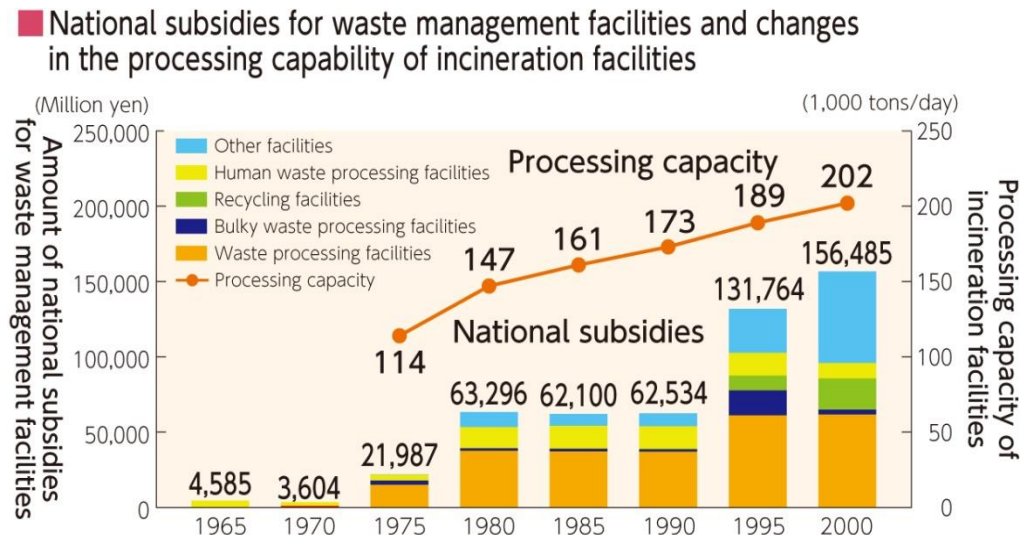 National subsidies for waste management facilities and changes
in the processing capability of incineration facilities
(Million yen)
(1,000 tons/day)
Amount of national subsidies
for waste management facilities
250,000
200,000
150,000
100,000
50,000
0
Other facilities
Human waste processing facilities
Recycling facilities
Bulky waste processing facilities
Waste processing facilities
Processing capacity
Processing capacity
114
147
161
173
189
202
National subsidies
4,585
3,604
21,987
63,296
62,100
62,534
131,764
156,485
250
200
150
100
50
0
Processing capacity of
incineration facilities
1965
1970
1975
1980
1985
1990
1995
2000